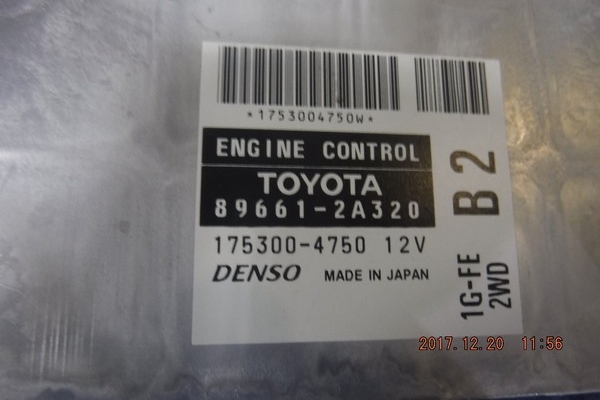 *1753004750W*
ENGINE CONTROL
TOYOTA
89661-2A320
175300-4750 12V
DENSO MADE IN JAPAN
B2
1G-FE
2WD
2017.12.20 11:56